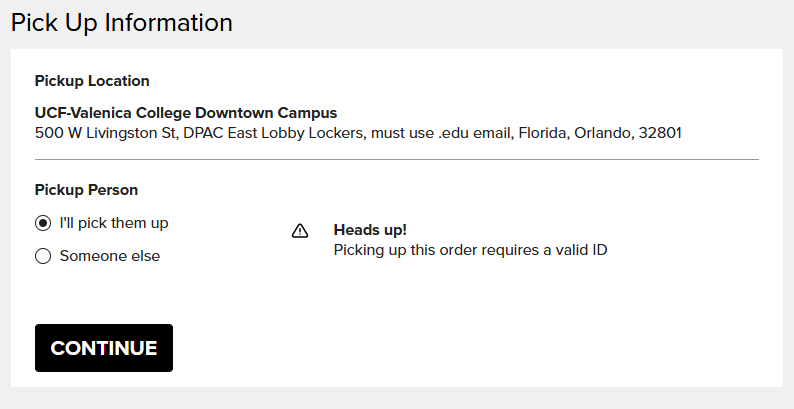 Pick Up Information
Pickup Location
UCF-Valenica College Downtown Campus
500 W Livingston St, DPAC East Lobby Lockers, must use .edu email, Florida, Orlando, 32801
Pickup Person
I'll pick them up
Someone else
Heads up!
Picking up this order requires a valid ID
CONTINUE